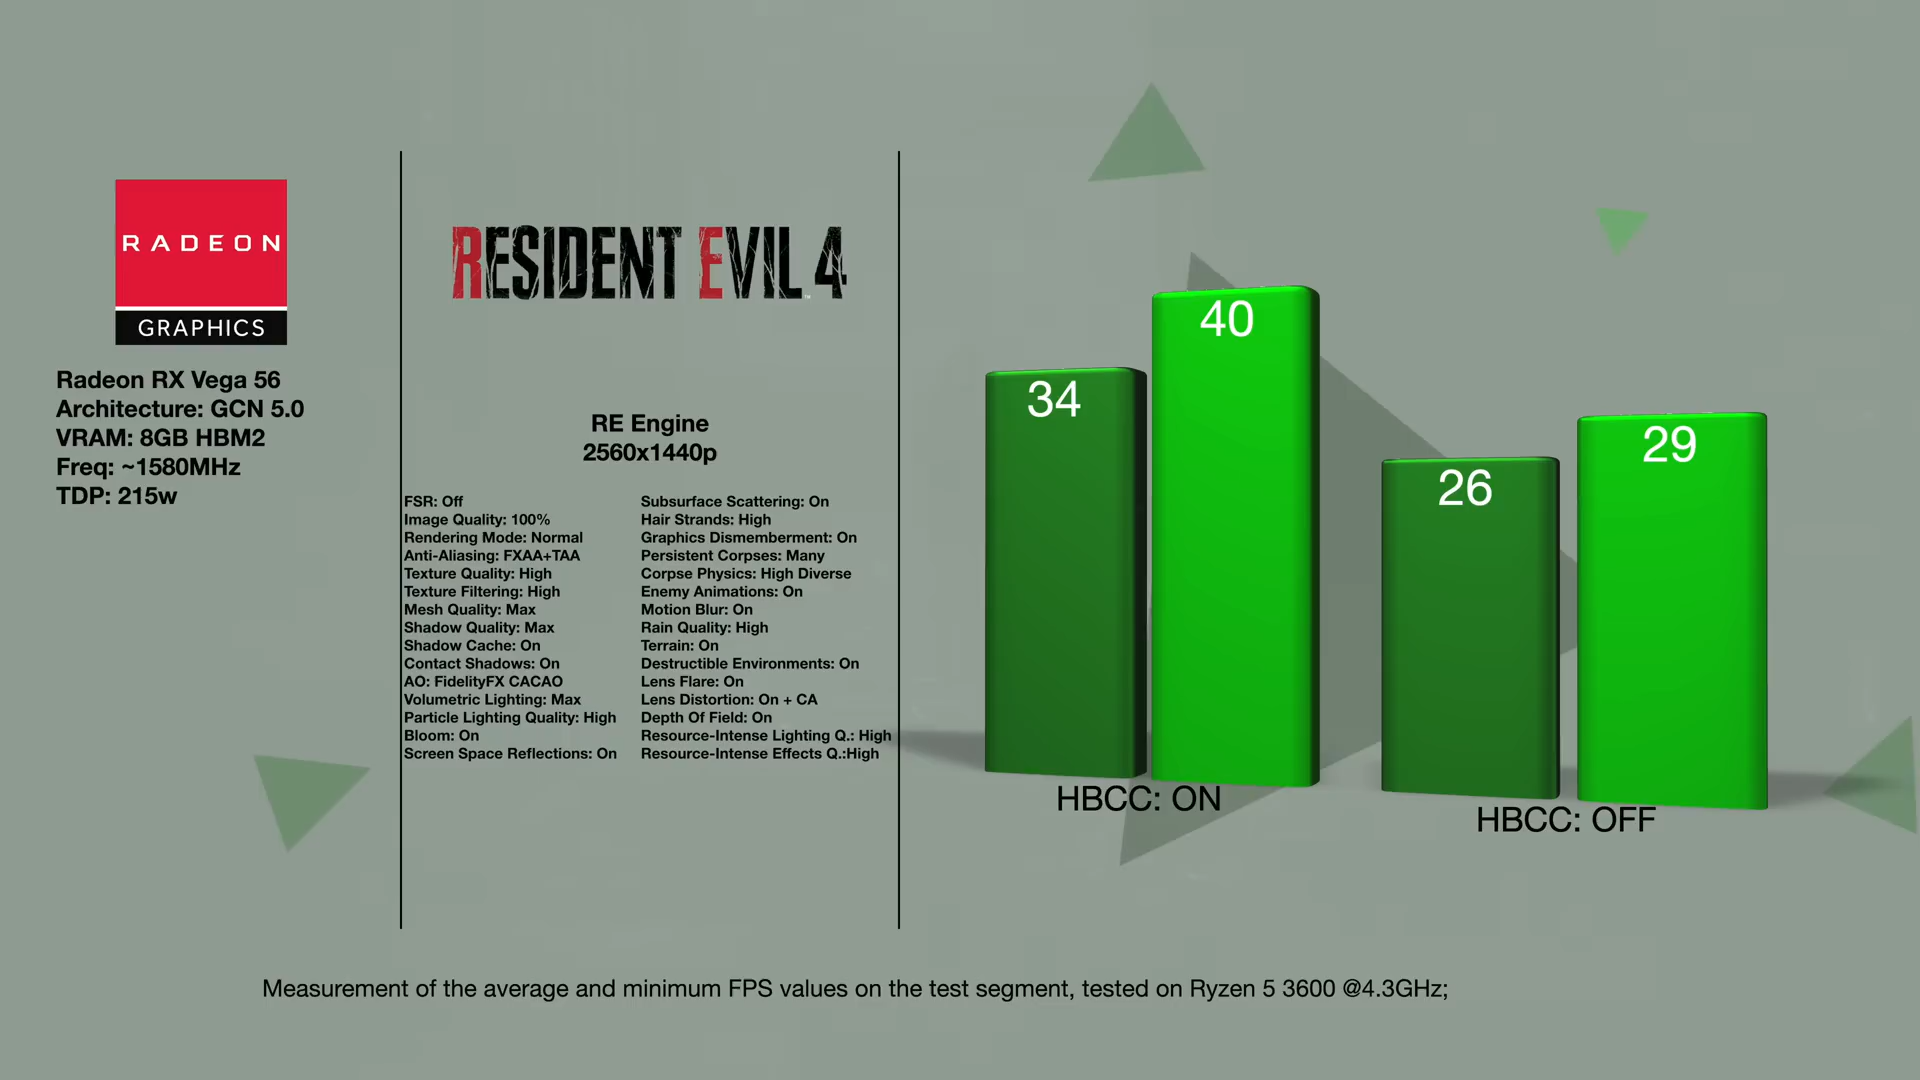 RADEON
GRAPHICS
Radeon RX Vega 56
Architecture: GCN 5.0
VRAM: 8GB HBM2
Freq: ~1580MHz
TDP: 215w
RESIDENT EVIL 4
RE Engine
2560x1440p
FSR: Off
Image Quality: 100%
Rendering Mode: Normal
Anti-Aliasing: FXAA+TAA
Texture Quality: High
Texture Filtering: High
Mesh Quality: Max
Shadow Quality: Max
Shadow Cache: On
Contact Shadows: On
AO: FidelityFX CACAO
Volumetric Lighting: Max
Particle Lighting Quality: High
Bloom: On
Screen Space Reflections: On
Subsurface Scattering: On
Hair Strands: High
Graphics Dismemberment: On
Persistent Corpses: Many
Corpse Physics: High Diverse
Enemy Animations: On
Motion Blur: On
Rain Quality: High
Terrain: On
Destructible Environments: On
Lens Flare: On
Lens Distortion: On + CA
Depth Of Field: On
Resource-Intense Lighting Q.: High
Resource-Intense Effects Q.:High
34
40
HBCC: ON
26
29
HBCC: OFF
Measurement of the average and minimum FPS values on the test segment, tested on Ryzen 5 3600 @4.3GHz;